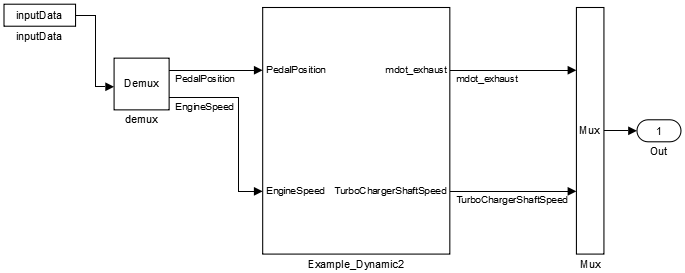 inputData
inputData
Demux
demux
PedalPosition
EngineSpeed
PedalPosition
mdot_exhaust
EngineSpeed
TurboChargerShaftSpeed
Example_Dynamic2
mdot_exhaust
TurboChargerShaftSpeed
Mux
Mux
1
Out